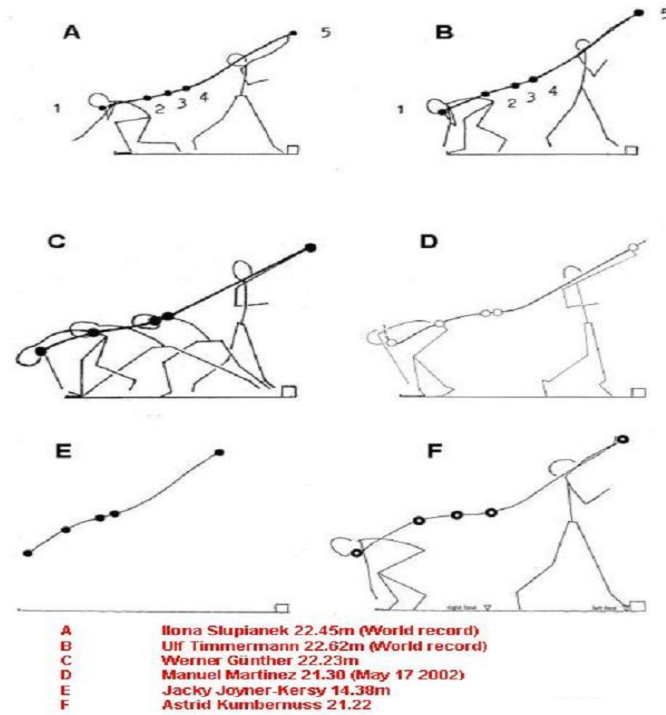 A
B
5
5
1
2
3
4
1
2
3
4
C
D
E
F
right foot
left foot
A Ilona Slupianek 22.45m (World record)
B Ulf Timmermann 22.62m (World record)
C Werner Günther 22.23m
D Manuel Martinez 21.30 (May 17 2002)
E Jacky Joyner-Kersy 14.38m
F Astrid Kumbernuss 21.22